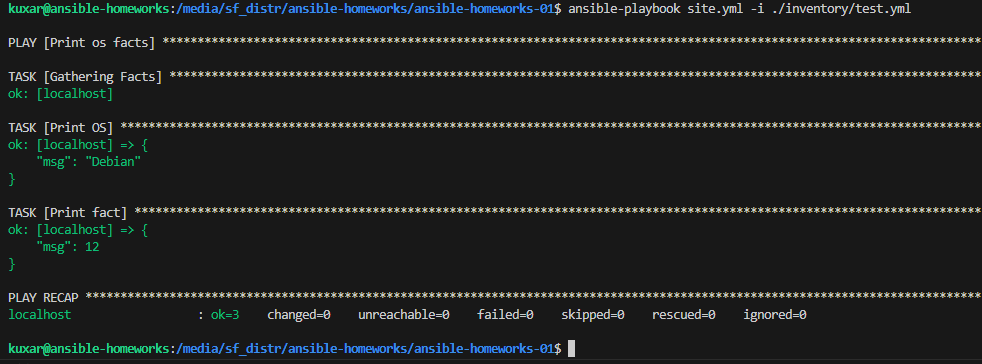 kuxar@ansible-homeworks:/media/sf_distr/ansible-homeworks/ansible-homeworks-01$ ansible-playbook site.yml -i ./inventory/test.yml
PLAY [Print os facts] *******************************************************************************************************************
TASK [Gathering Facts] ******************************************************************************************************************
ok: [localhost]
TASK [Print OS] *************************************************************************************************************************
ok: [localhost] => {
    "msg": "Debian"
}
TASK [Print fact] ***********************************************************************************************************************
ok: [localhost] => {
    "msg": 12
}
PLAY RECAP ******************************************************************************************************************************
localhost                  : ok=3    changed=0    unreachable=0    failed=0    skipped=0    rescued=0    ignored=0
kuxar@ansible-homeworks:/media/sf_distr/ansible-homeworks/ansible-homeworks-01$